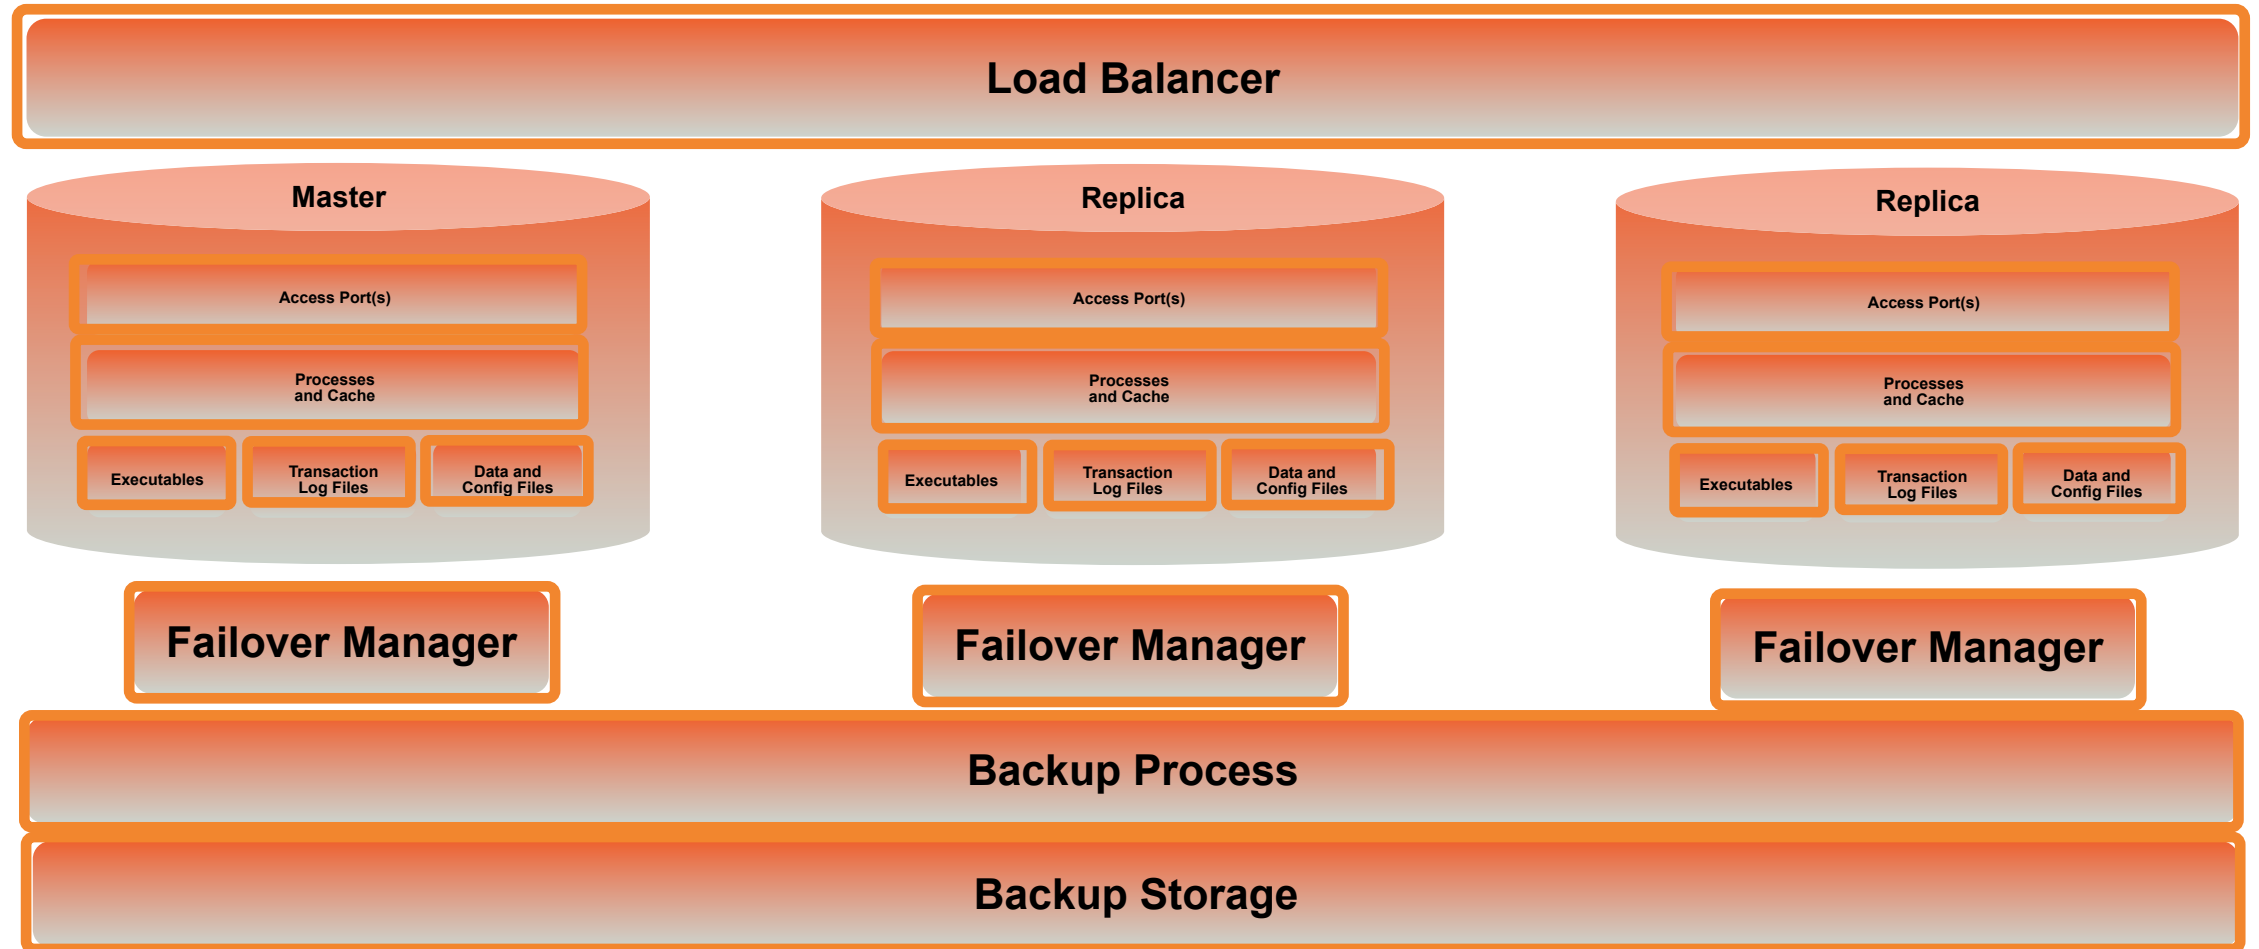 Load Balancer
Master
Access Port(s)
Processes
and Cache
Executables
Transaction
Log Files
Data and
Config Files
Replica
Access Port(s)
Processes
and Cache
Executables
Transaction
Log Files
Data and
Config Files
Replica
Access Port(s)
Processes
and Cache
Executables
Transaction
Log Files
Data and
Config Files
Failover Manager
Failover Manager
Failover Manager
Backup Process
Backup Storage